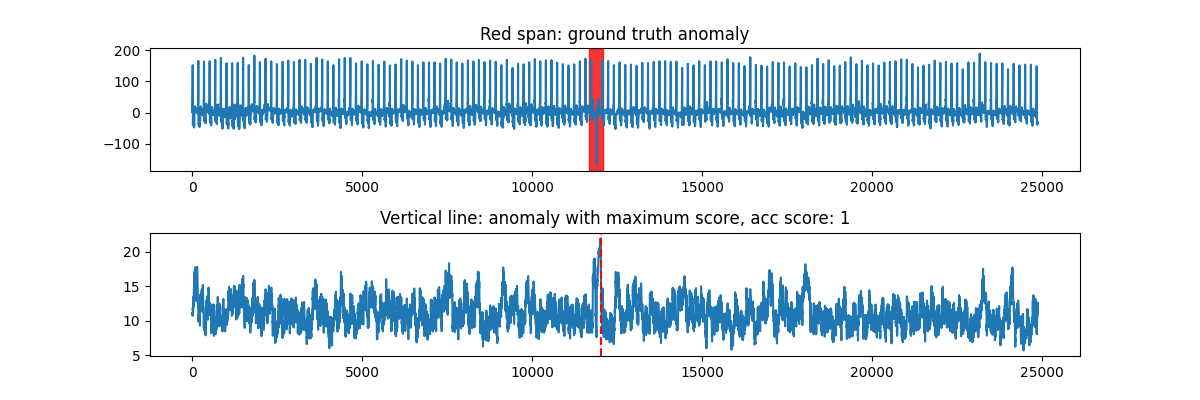 Red span: ground truth anomaly
200
100
0
−100
0 5000 10000 15000 20000 25000
Vertical line: anomaly with maximum score, acc score: 1
20
15
10
5
0 5000 10000 15000 20000 25000